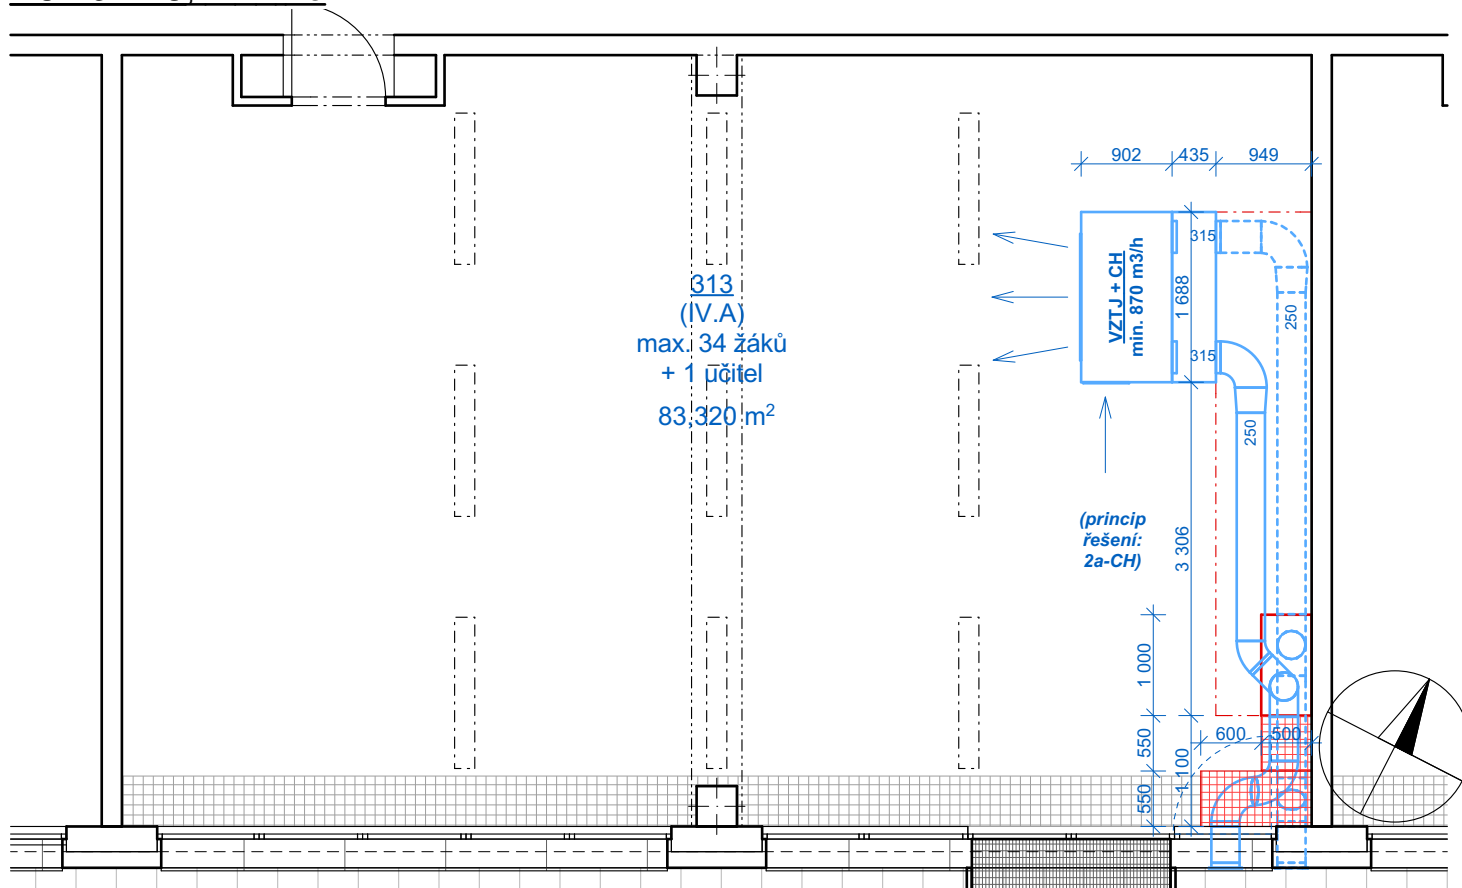 902
435
949
315
VZTJ + CH
min. 870 m3/h
1 688
250
313
(IV.A)
max. 34 žáků
+ 1 učitel
83,320 m²
315
250
(princip
řešení:
2a-CH)
3 306
1 000
600
500
550
1 100
550